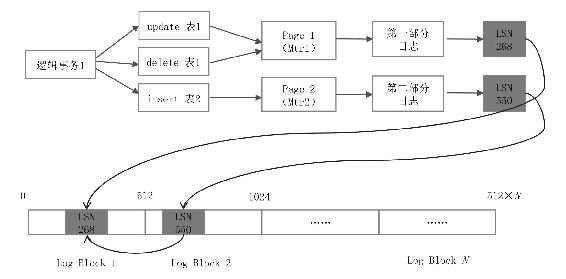 update 表1
delete 表1
insert 表2
逻辑事务1
Page 1
(Mtr1)
Page 2
(Mtr2)
第一部分
日志
第二部分
日志
LSN
268
LSN
550
0
512
1024
512×N
LSN
268
LSN
550
……
……
Log Block 1
Log Block 2
Log Block N